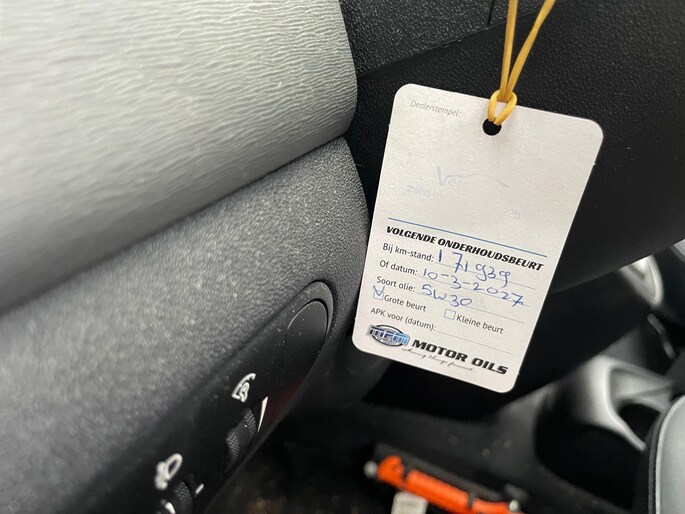 Dealerstempel:
VOLGENDE ONDERHOUDSBEURT
Bij km-stand: 171939
Of datum: 10-3-2027
Soort olie: 5W30
Grote beurt Kleine beurt
APK voor (datum):
MOTOR OILS